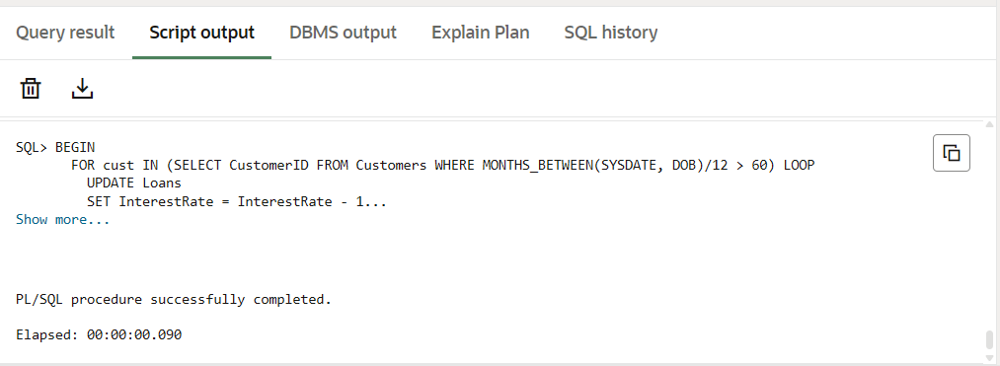 Query result Script output DBMS output Explain Plan SQL history
SQL> BEGIN
FOR cust IN (SELECT CustomerID FROM Customers WHERE MONTHS_BETWEEN(SYSDATE, DOB)/12 > 60) LOOP
UPDATE Loans
SET InterestRate = InterestRate - 1...
Show more...
PL/SQL procedure successfully completed.
Elapsed: 00:00:00.090